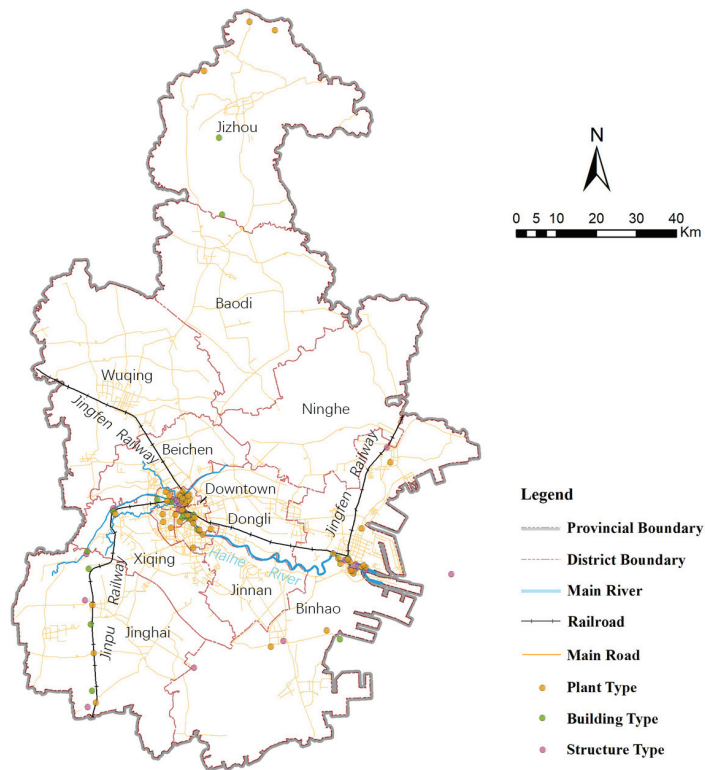 Jizhou
N
0 5 10 20 30 40
Km
Baodi
Wuqing
Ninghe
Jingfen Railway
Beichen
Jingfen Railway
Downtown
Dongli
Xiqing
Haihe River
Jinnan
Binhao
Jinpu Railway
Jinghai
Legend
Provincial Boundary
District Boundary
Main River
Railroad
Main Road
Plant Type
Building Type
Structure Type